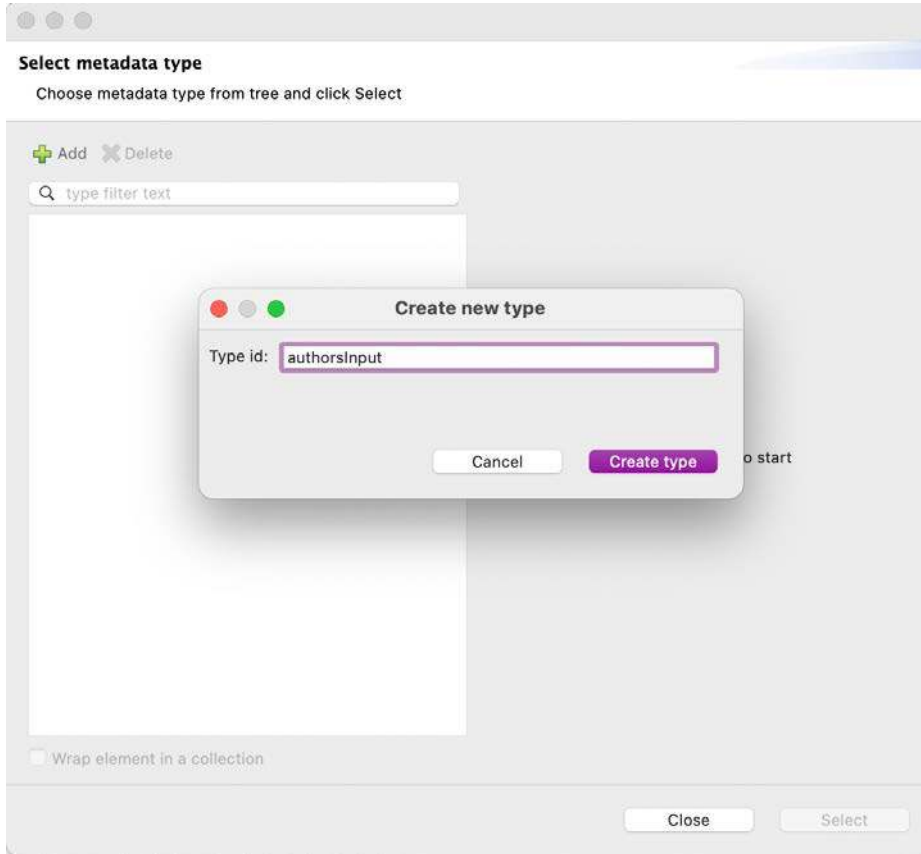 Select metadata type
Choose metadata type from tree and click Select
Add Delete
type filter text
Create new type
Type id: authorsInput
Cancel Create type
o start
Wrap element in a collection
Close Select